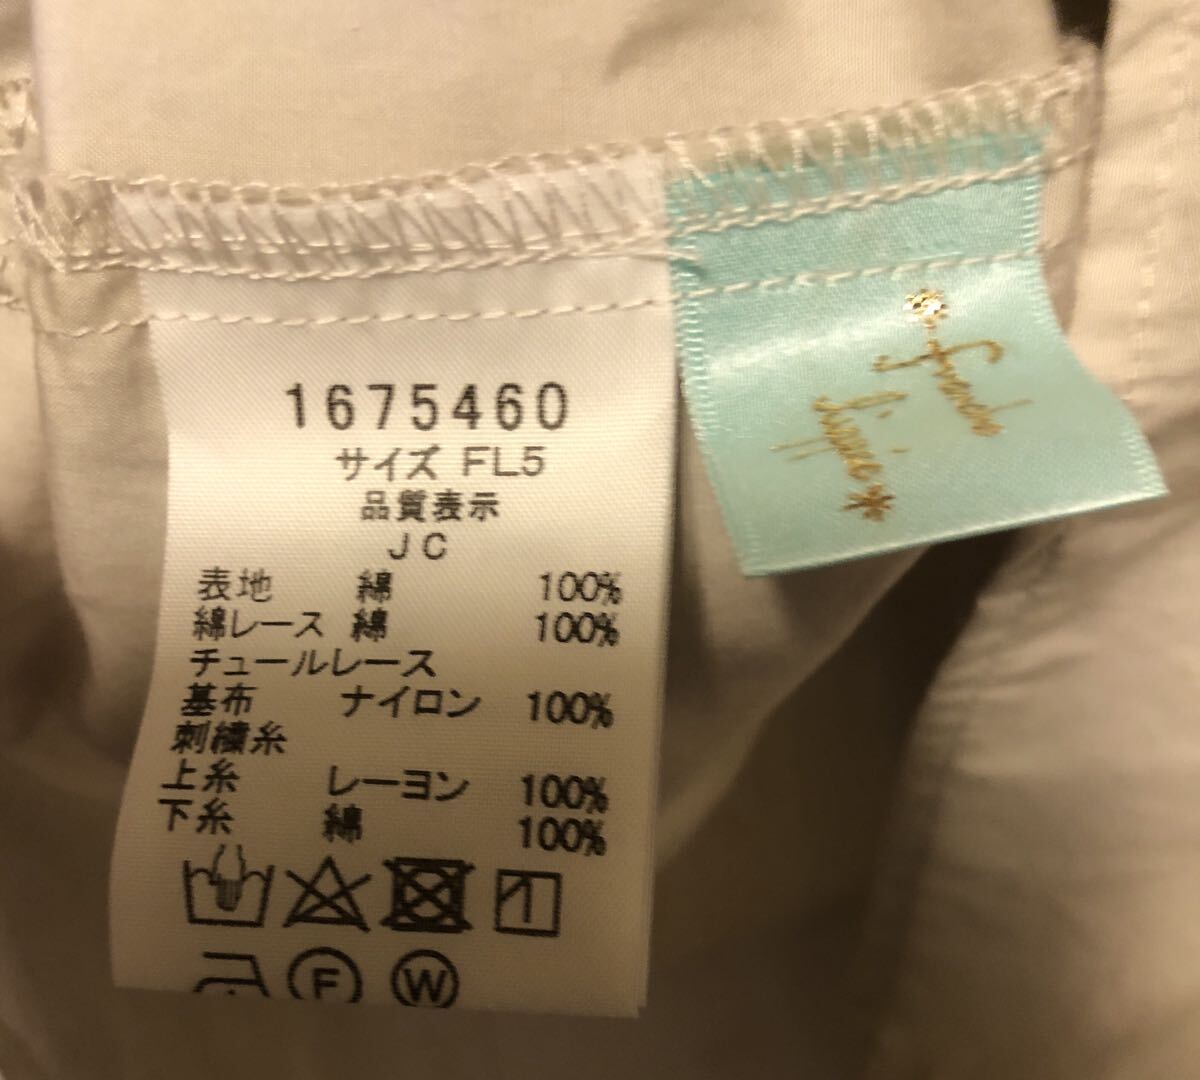 1675460
サイズ FL5
品質表示
JC
表地 綿 100%
綿レース 綿 100%
チュールレース
基布 ナイロン 100%
刺繍糸
上糸 レーヨン 100%
下糸 綿 100%
F W